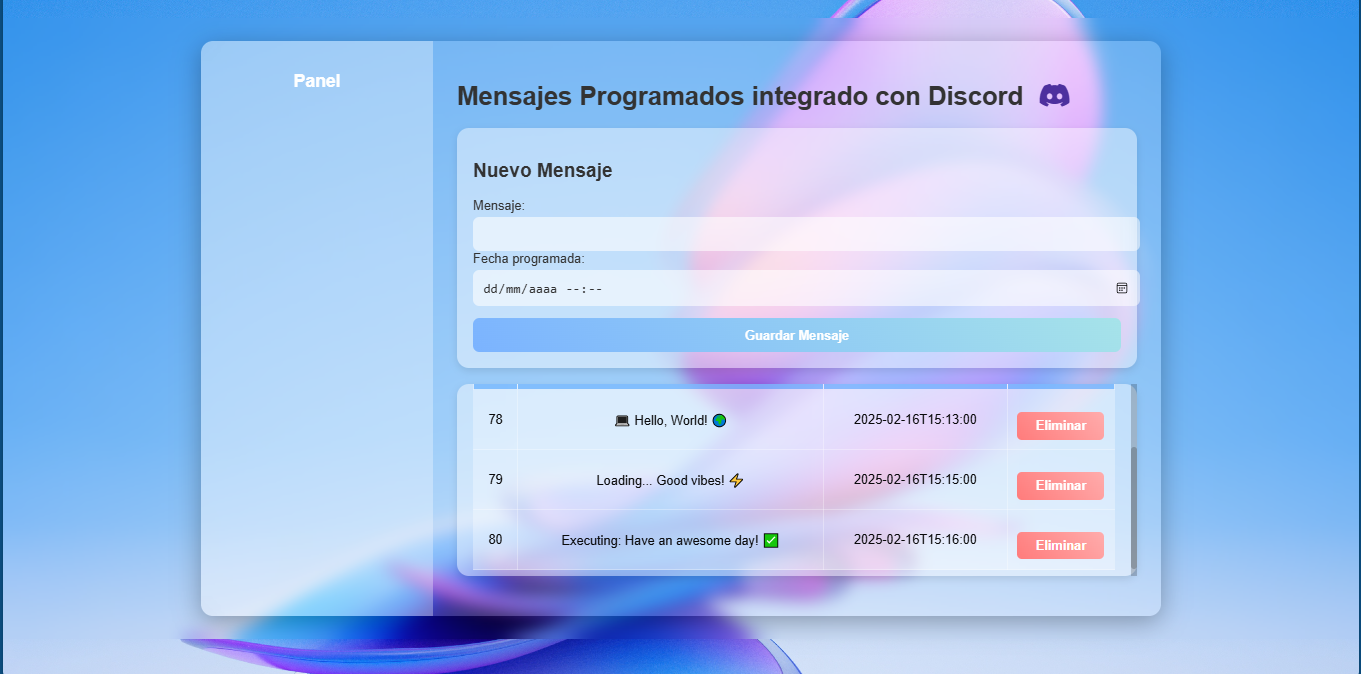 Panel
Mensajes Programados integrado con Discord
Nuevo Mensaje
Mensaje:
Fecha programada:
dd/mm/aaaa --:--
Guardar Mensaje
78 💻 Hello, World! 🌍 2025-02-16T15:13:00 Eliminar
79 Loading... Good vibes! ⚡ 2025-02-16T15:15:00 Eliminar
80 Executing: Have an awesome day! ✅ 2025-02-16T15:16:00 Eliminar